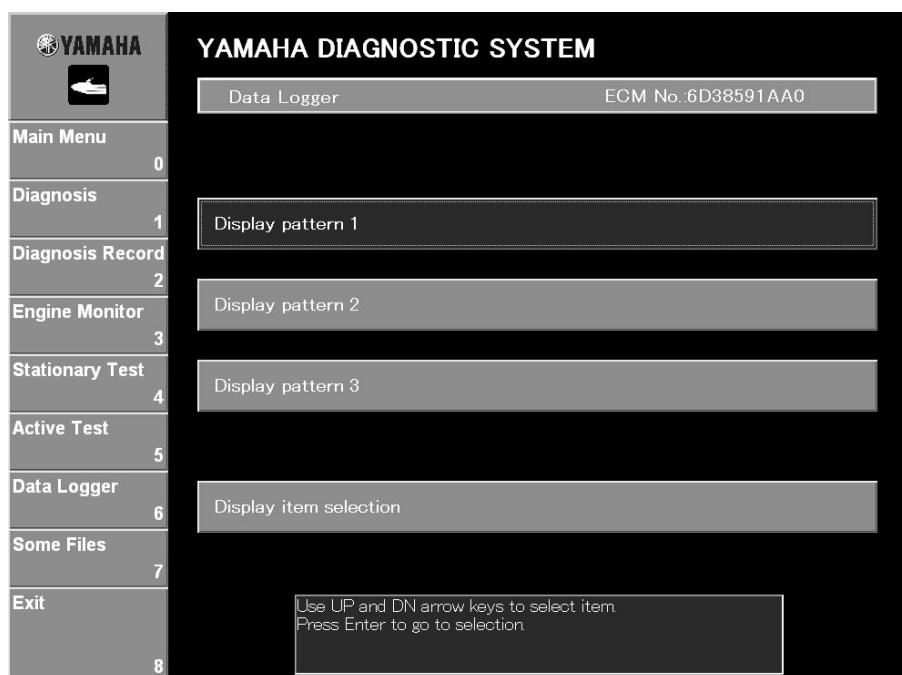 YAMAHA
YAMAHA DIAGNOSTIC SYSTEM
Data Logger ECM No.:6D38591AA0
Main Menu
0
Diagnosis
1
Diagnosis Record
2
Engine Monitor
3
Stationary Test
4
Active Test
5
Data Logger
6
Some Files
7
Exit
8
Display pattern 1
Display pattern 2
Display pattern 3
Display item selection
Use UP and DN arrow keys to select item.
Press Enter to go to selection.